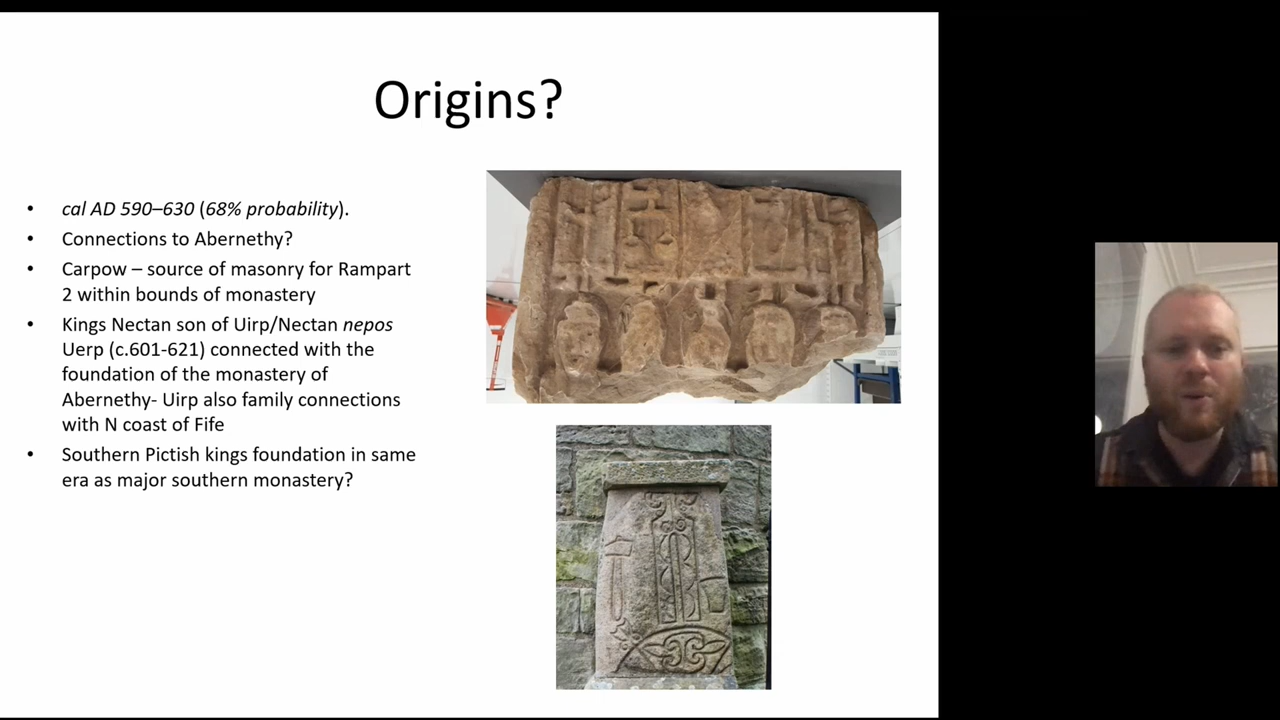 Origins?
• cal AD 590–630 (68% probability).
• Connections to Abernethy?
• Carpow – source of masonry for Rampart
2 within bounds of monastery
• Kings Nectan son of Uirp/Nectan nepos
Uerp (c.601-621) connected with the
foundation of the monastery of
Abernethy- Uirp also family connections
with N coast of Fife
• Southern Pictish kings foundation in same
era as major southern monastery?